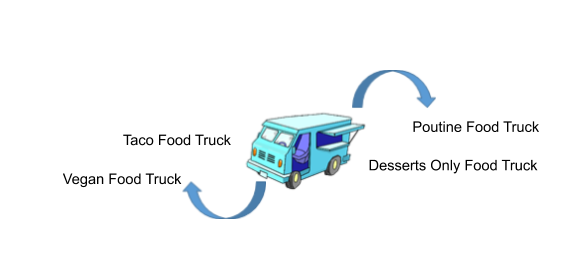 Taco Food Truck
Vegan Food Truck
Poutine Food Truck
Desserts Only Food Truck